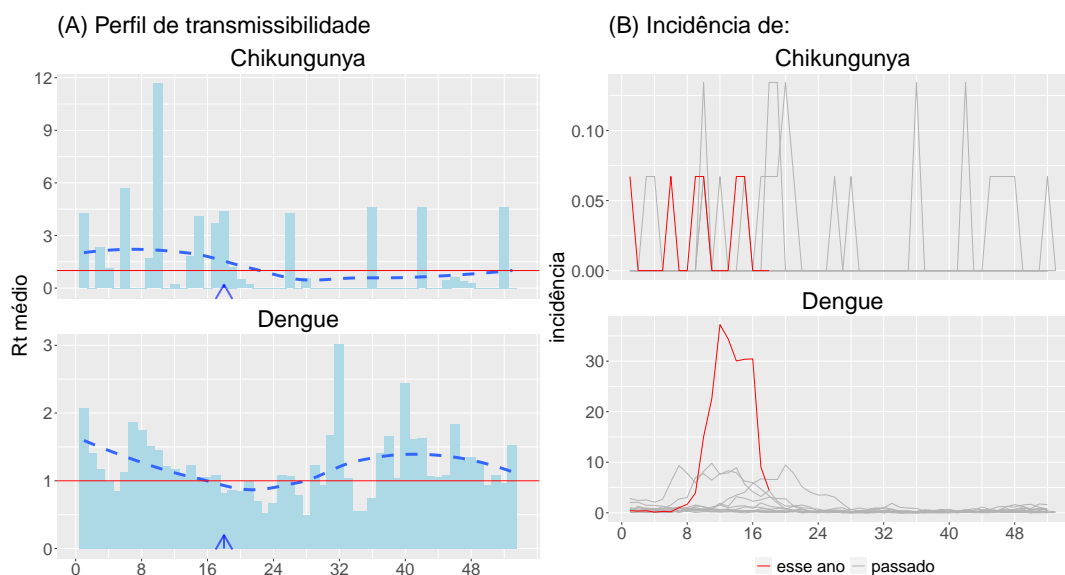 (A) Perfil de transmissibilidade
Chikungunya
12
9
6
3
0
Rt médio
Dengue
3
2
1
0
0 8 16 24 32 40 48
(B) Incidência de:
Chikungunya
0.10
0.05
0.00
incidência
Dengue
30
20
10
0
0 8 16 24 32 40 48
esse ano passado